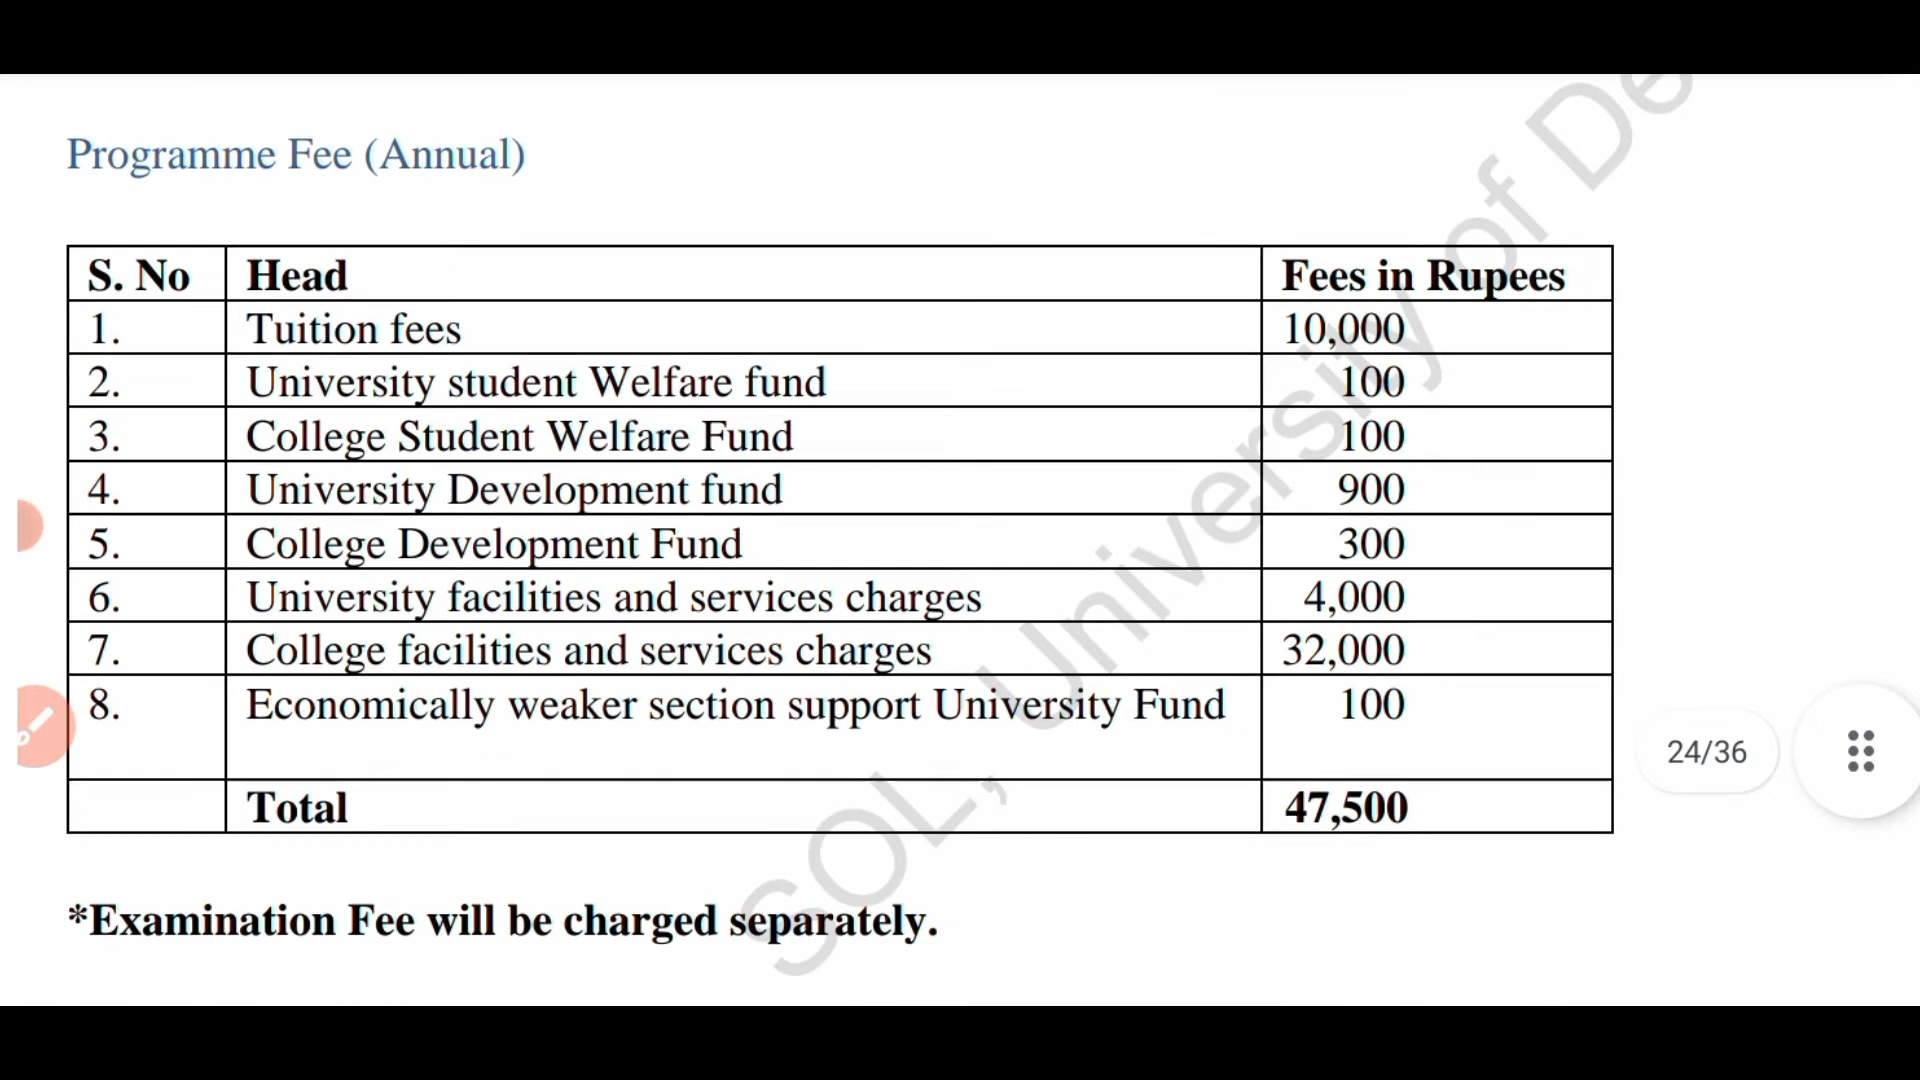 Programme Fee (Annual)
S. No Head Fees in Rupees
1. Tuition fees 10,000
2. University student Welfare fund 100
3. College Student Welfare Fund 100
4. University Development fund 900
5. College Development Fund 300
6. University facilities and services charges 4,000
7. College facilities and services charges 32,000
8. Economically weaker section support University Fund 100
Total 47,500
*Examination Fee will be charged separately.
SOL, University of De
24/36